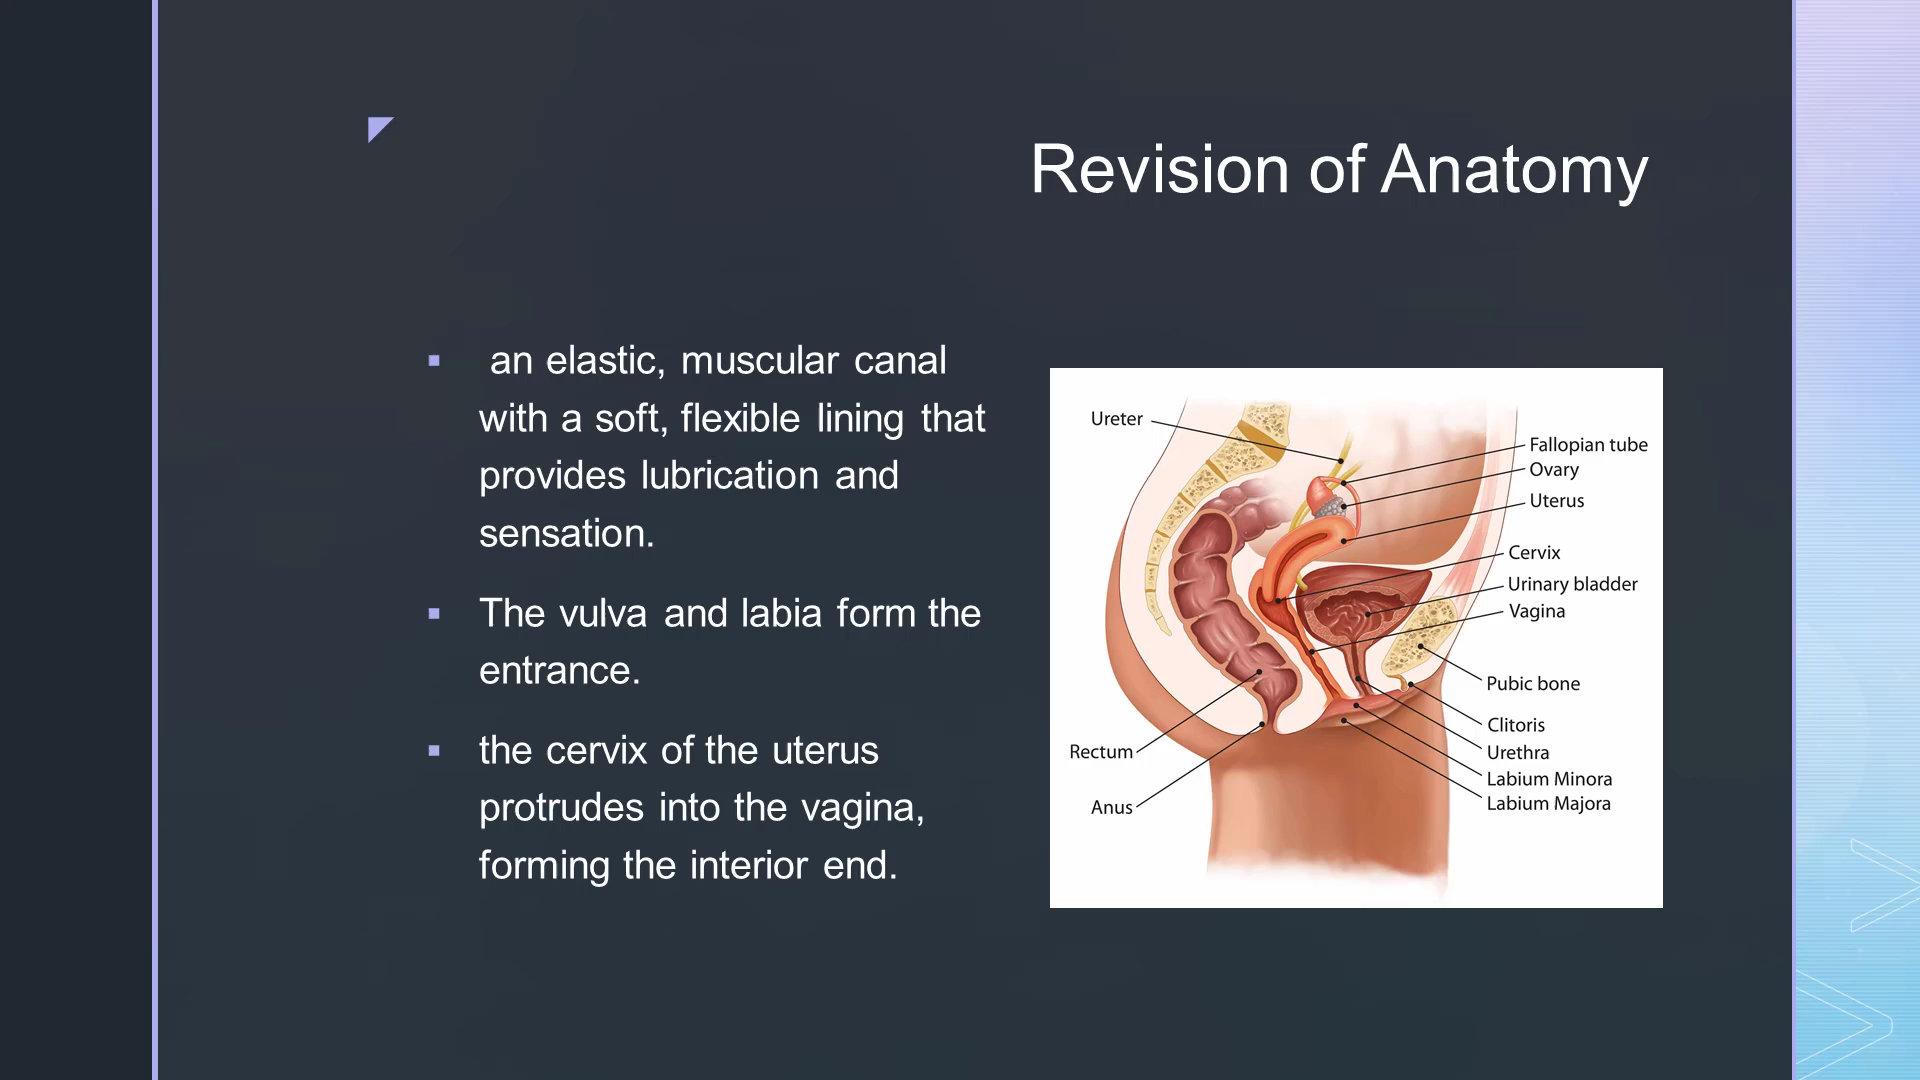 Revision of Anatomy
an elastic, muscular canal
with a soft, flexible lining that
provides lubrication and
sensation.
The vulva and labia form the
entrance.
the cervix of the uterus
protrudes into the vagina,
forming the interior end.
Ureter
Fallopian tube
Ovary
Uterus
Cervix
Urinary bladder
Vagina
Pubic bone
Clitoris
Urethra
Labium Minora
Labium Majora
Rectum
Anus